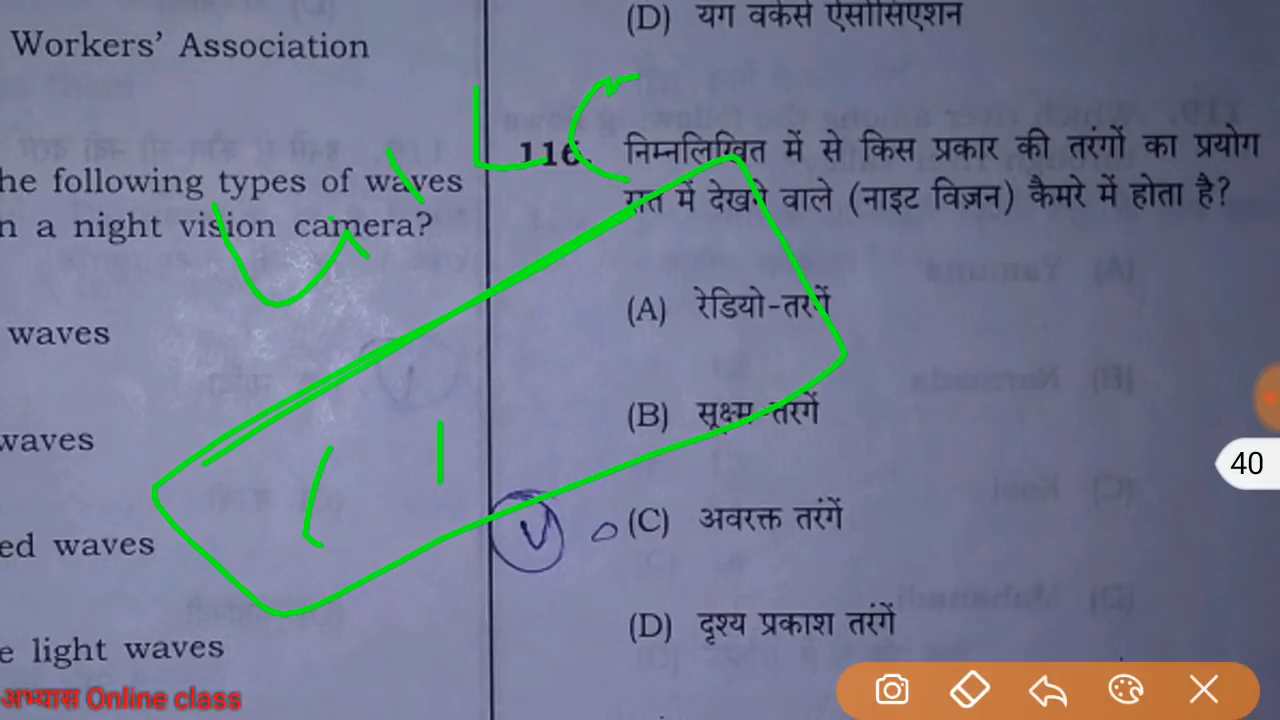 Workers' Association
he following types of waves
n a night vision camera?
waves
waves
ed waves
e light waves
(D) यंग वर्कर्स ऐसोसिएशन
116. निम्नलिखित में से किस प्रकार की तरंगों का प्रयोग
रात में देखने वाले (नाइट विज़न) कैमरे में होता है?
(A) रेडियो-तरंगें
(B) सूक्ष्म-तरंगें
(C) अवरक्त तरंगें
(D) दृश्य प्रकाश तरंगें
40
अभ्यास Online class